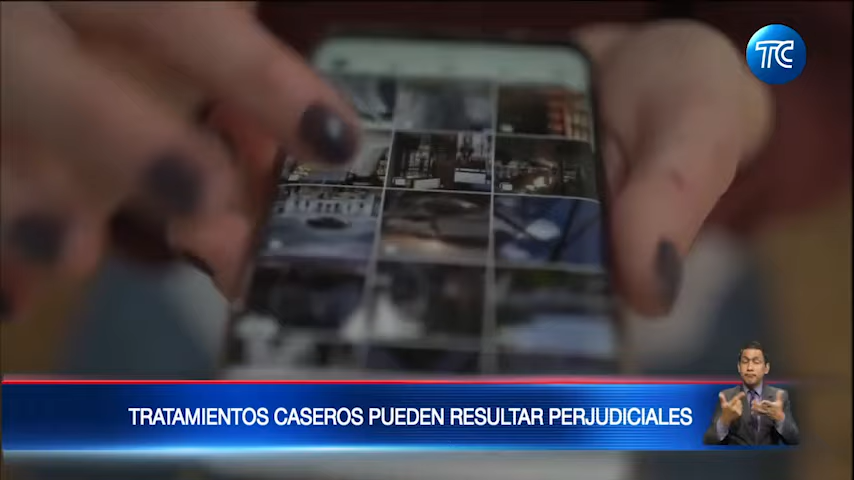 TC
TRATAMIENTOS CASEROS PUEDEN RESULTAR PERJUDICIALES